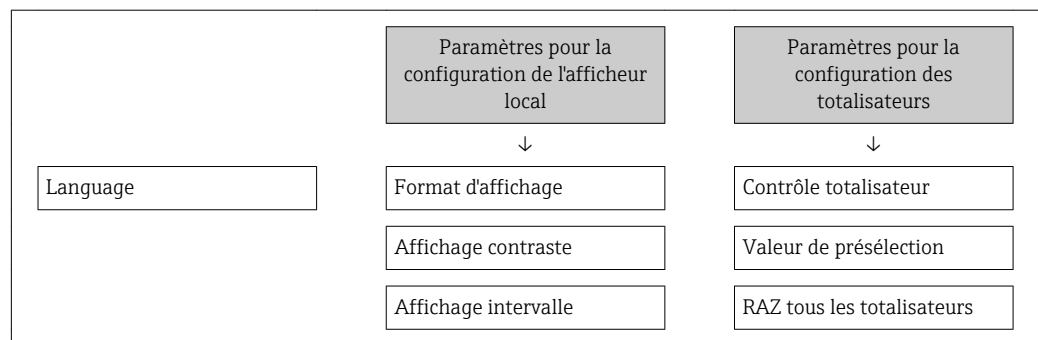 Paramètres pour la
configuration de l'afficheur
local
Paramètres pour la
configuration des
totalisateurs
↓
↓
Language
Format d'affichage
Contrôle totalisateur
Affichage contraste
Valeur de présélection
Affichage intervalle
RAZ tous les totalisateurs